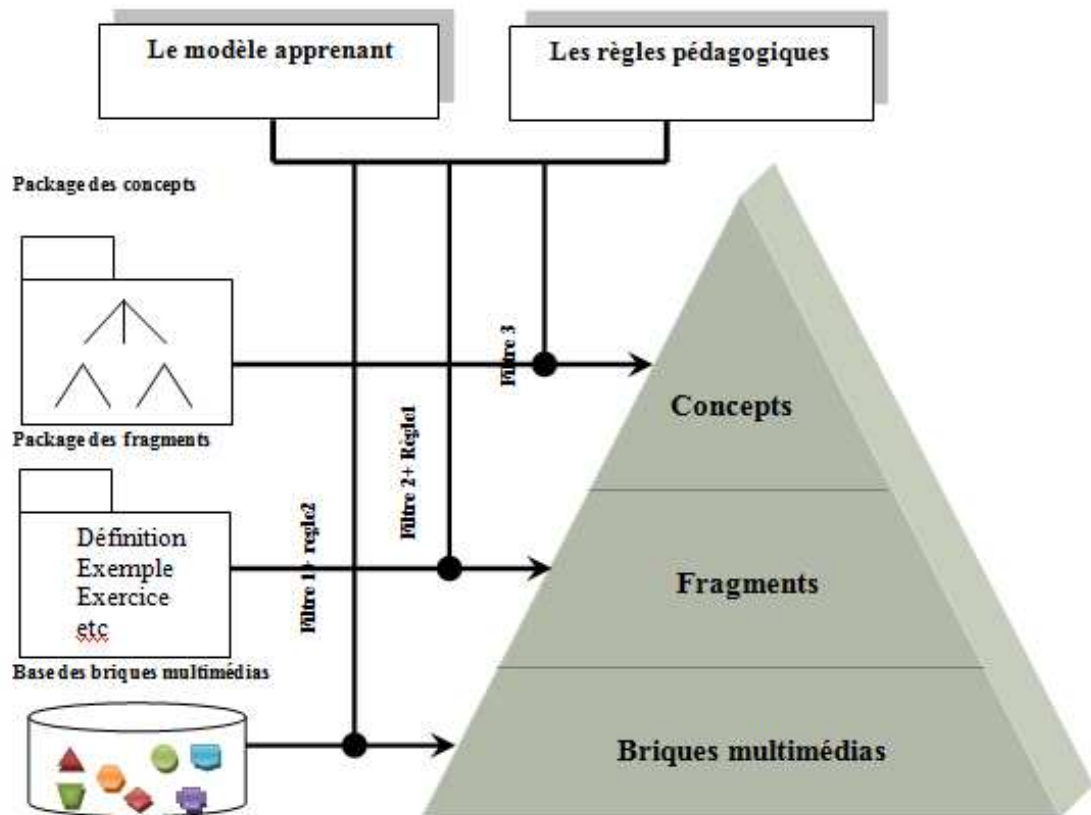 Le modèle apprenant
Les règles pédagogiques
Package des concepts
Filtre 3
Concepts
Package des fragments
Filtre 2+ Règle1
Définition
Exemple
Exercice
etc
Filtre 1+ regle2
Fragments
Base des briques multimédias
Briques multimédias